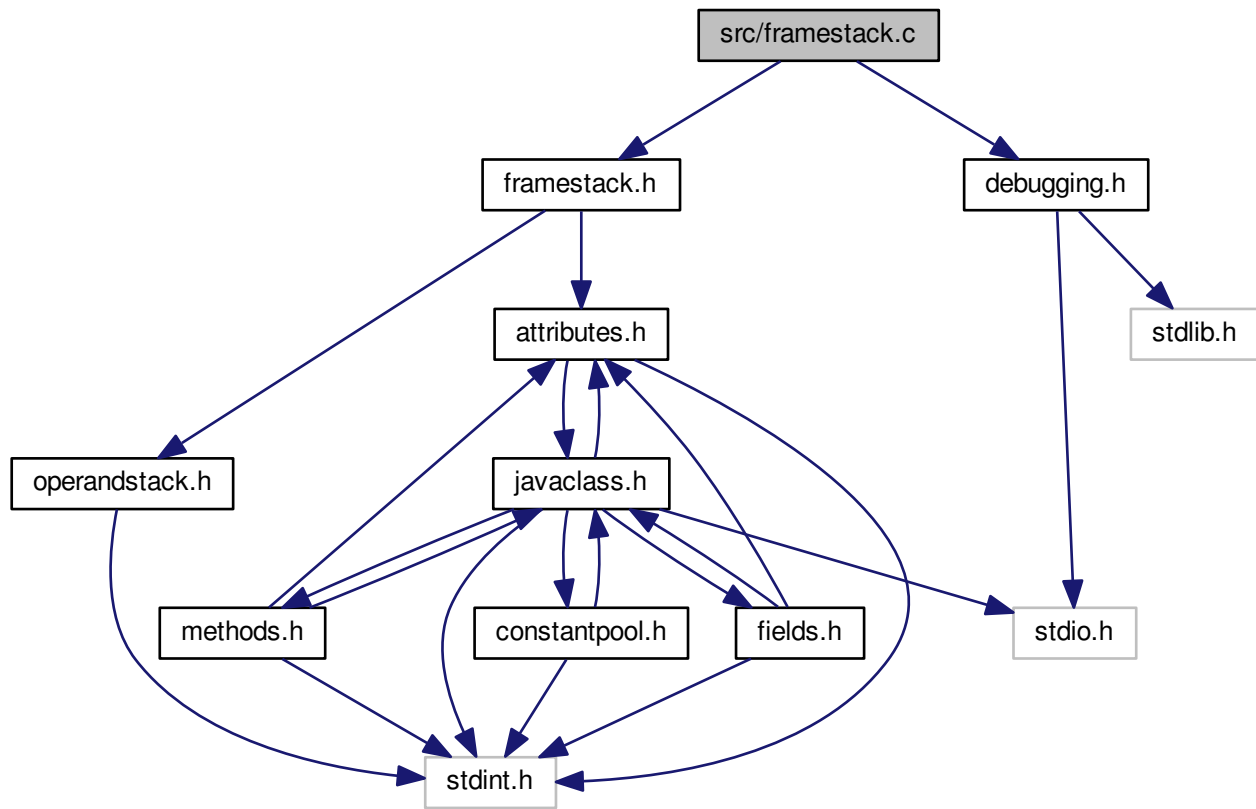 src/framestack.c
framestack.h
debugging.h
attributes.h
stdlib.h
operandstack.h
javaclass.h
methods.h
constantpool.h
fields.h
stdio.h
stdint.h